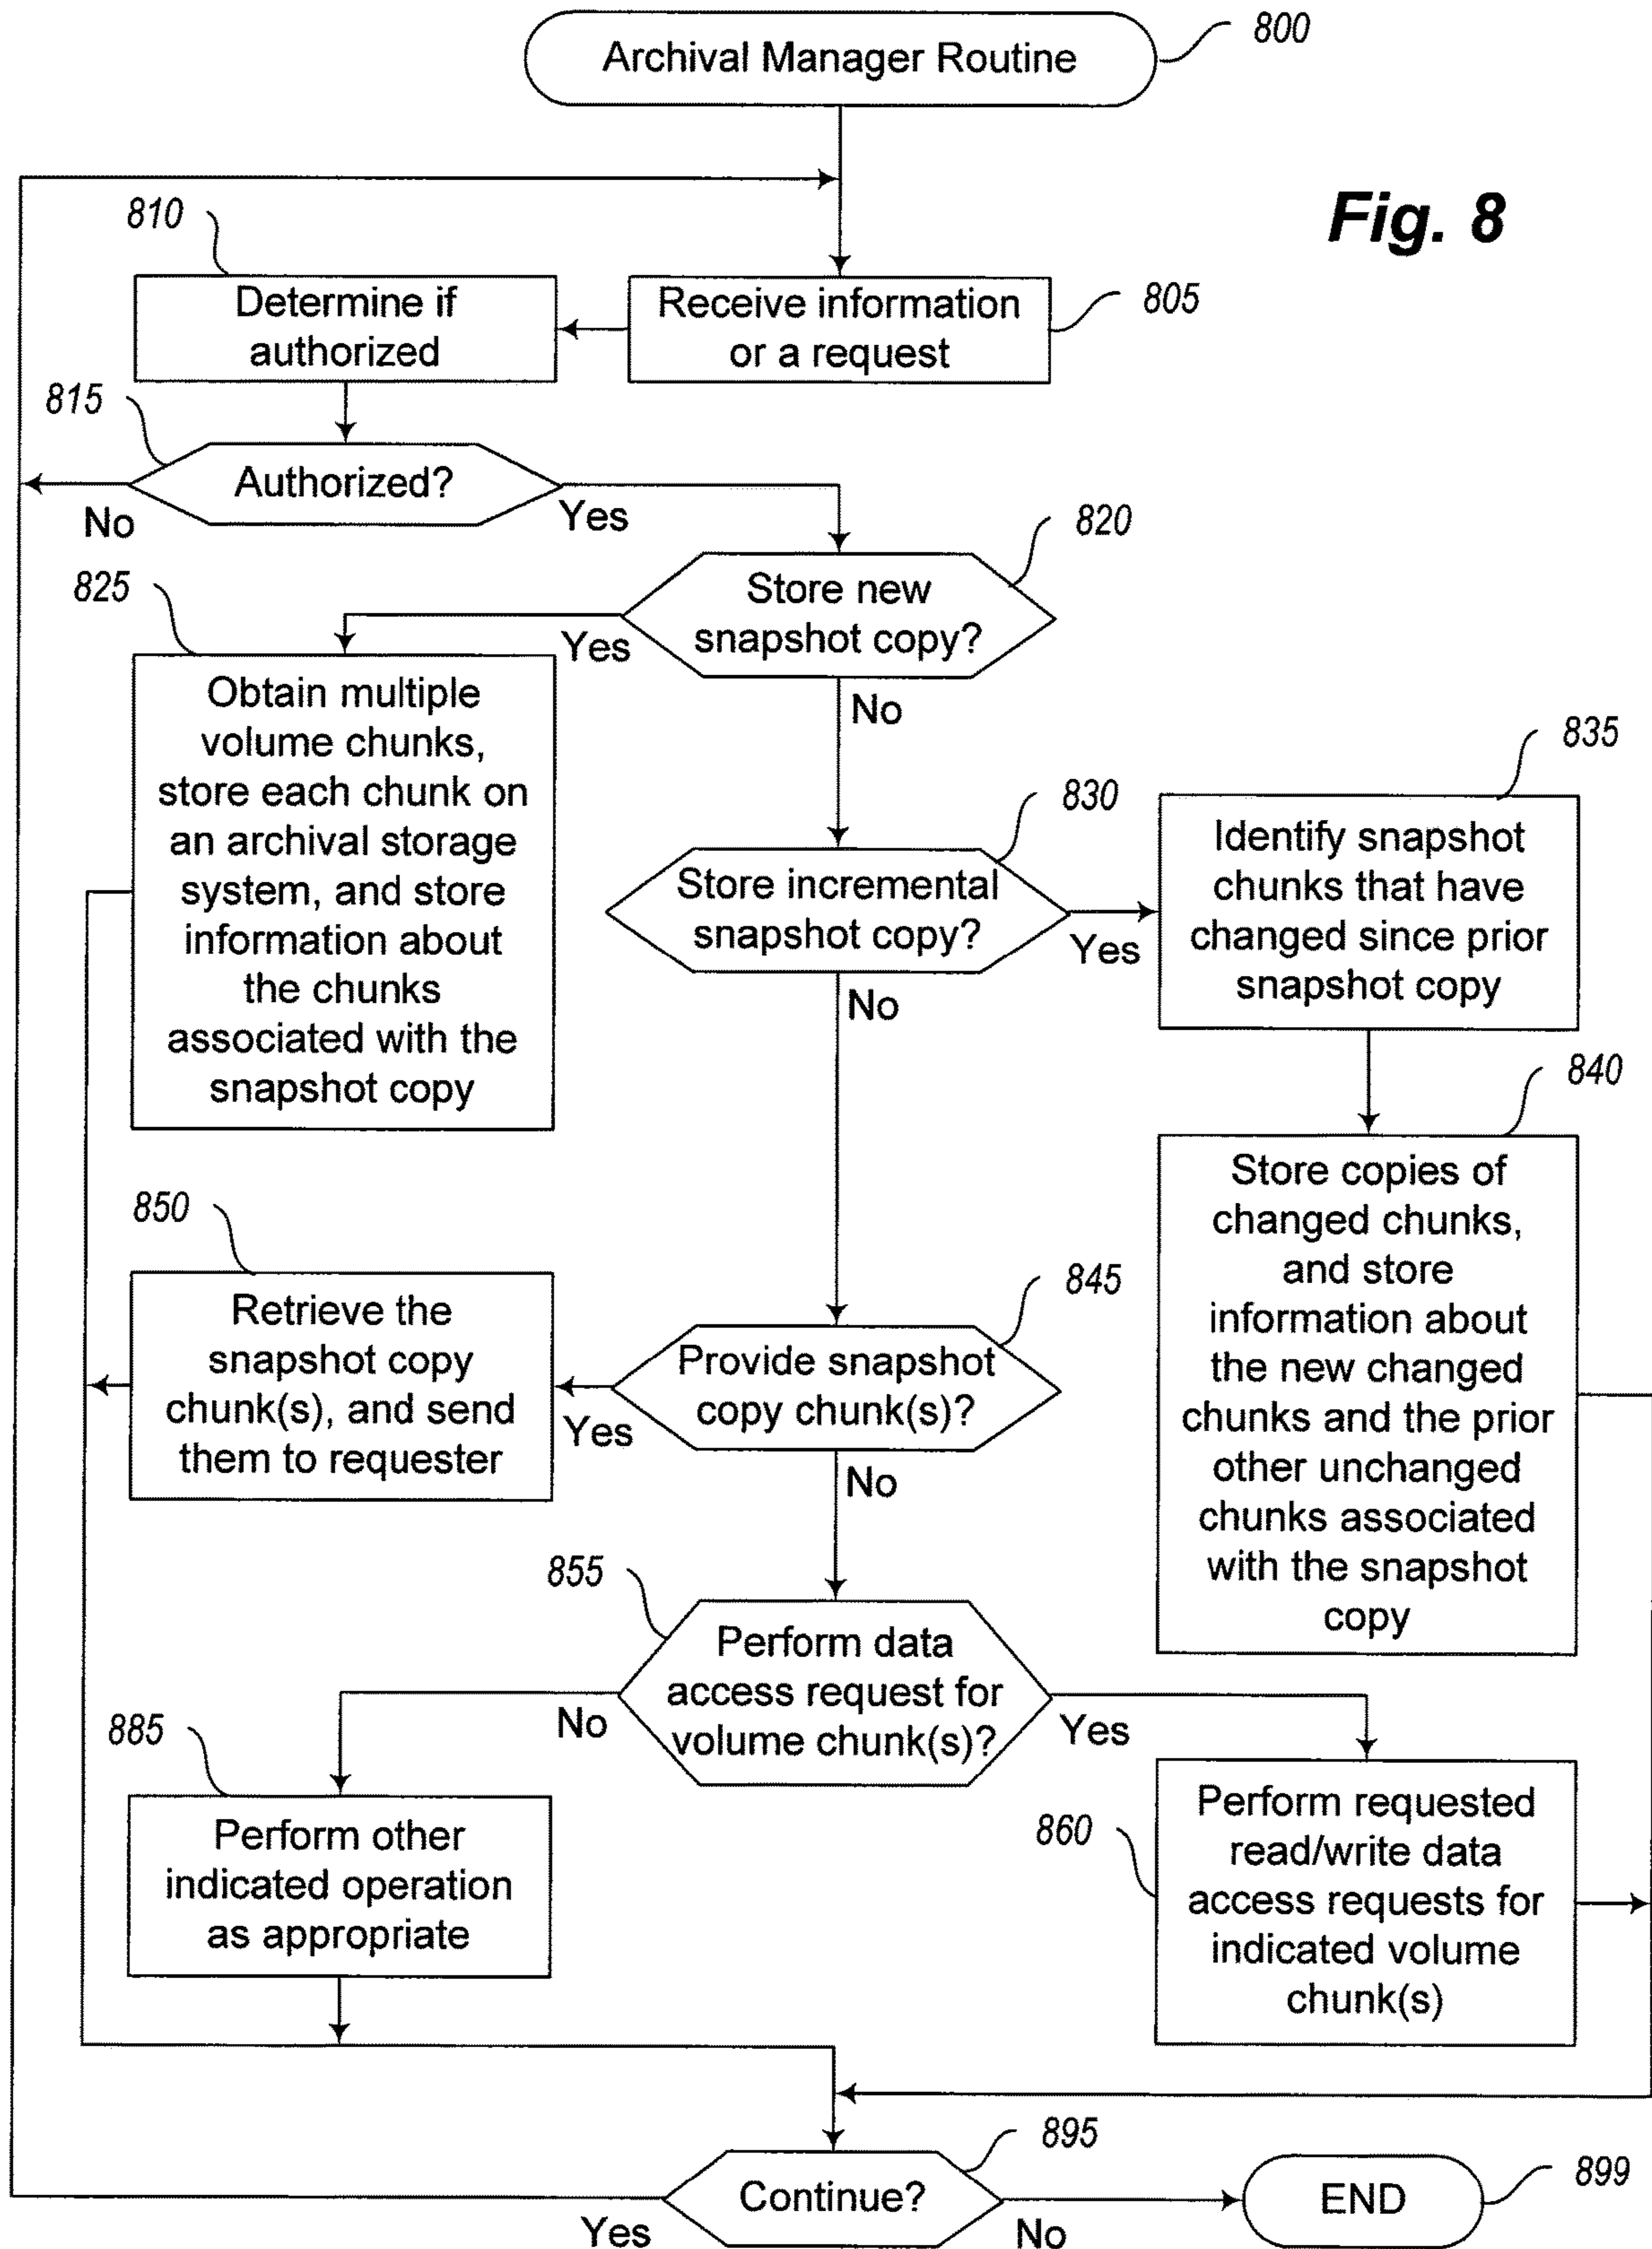 Archival Manager Routine
800
Fig. 8
810
Determine if
authorized
Receive information
or a request
805
815
Authorized?
No
Yes
820
Store new
snapshot copy?
Yes
No
825
Obtain multiple
volume chunks,
store each chunk on
an archival storage
system, and store
information about
the chunks
associated with the
snapshot copy
830
Store incremental
snapshot copy?
Yes
No
835
Identify snapshot
chunks that have
changed since prior
snapshot copy
840
Store copies of
changed chunks,
and store
information about
the new changed
chunks and the prior
other unchanged
chunks associated
with the snapshot
copy
845
Provide snapshot
copy chunk(s)?
Yes
No
850
Retrieve the
snapshot copy
chunk(s), and send
them to requester
855
Perform data
access request for
volume chunk(s)?
No
Yes
885
Perform other
indicated operation
as appropriate
860
Perform requested
read/write data
access requests for
indicated volume
chunk(s)
895
Continue?
Yes
No
END
899